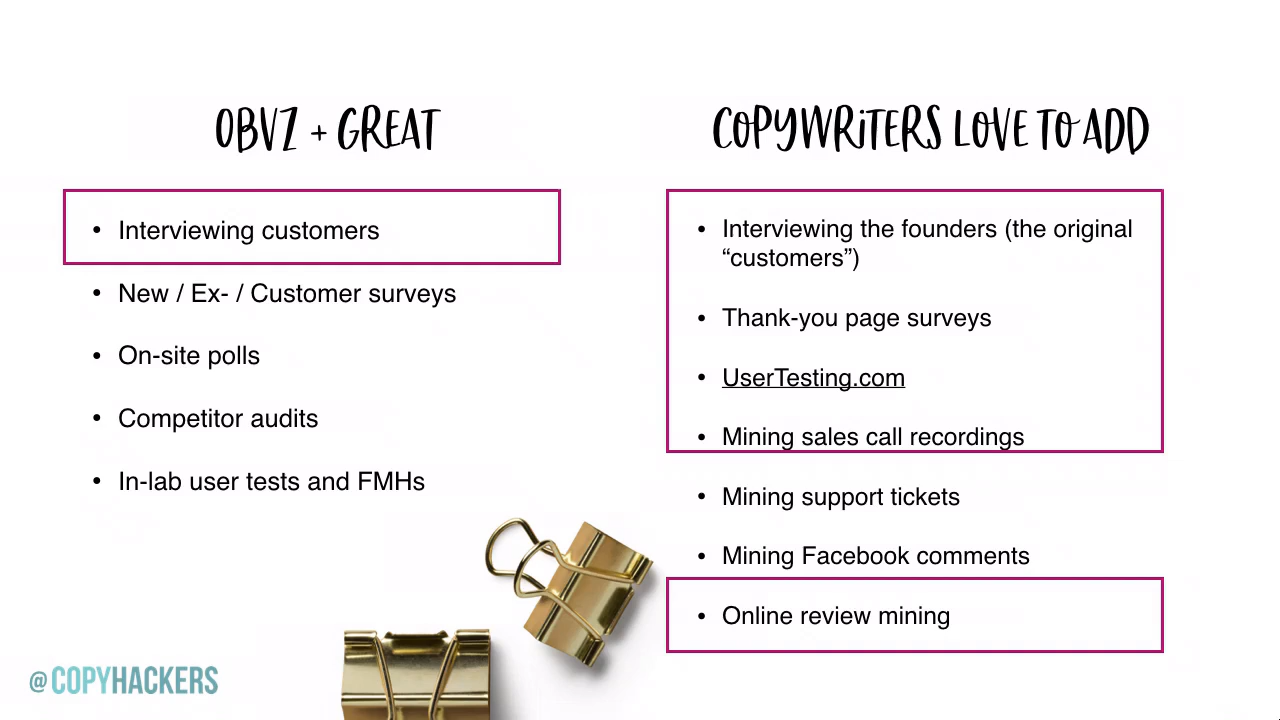 OBVZ + GREAT
• Interviewing customers
• New / Ex- / Customer surveys
• On-site polls
• Competitor audits
• In-lab user tests and FMHs
COPYWRiTERS LOVE TO ADD
• Interviewing the founders (the original
“customers”)
• Thank-you page surveys
• UserTesting.com
• Mining sales call recordings
• Mining support tickets
• Mining Facebook comments
• Online review mining
@COPYHACKERS